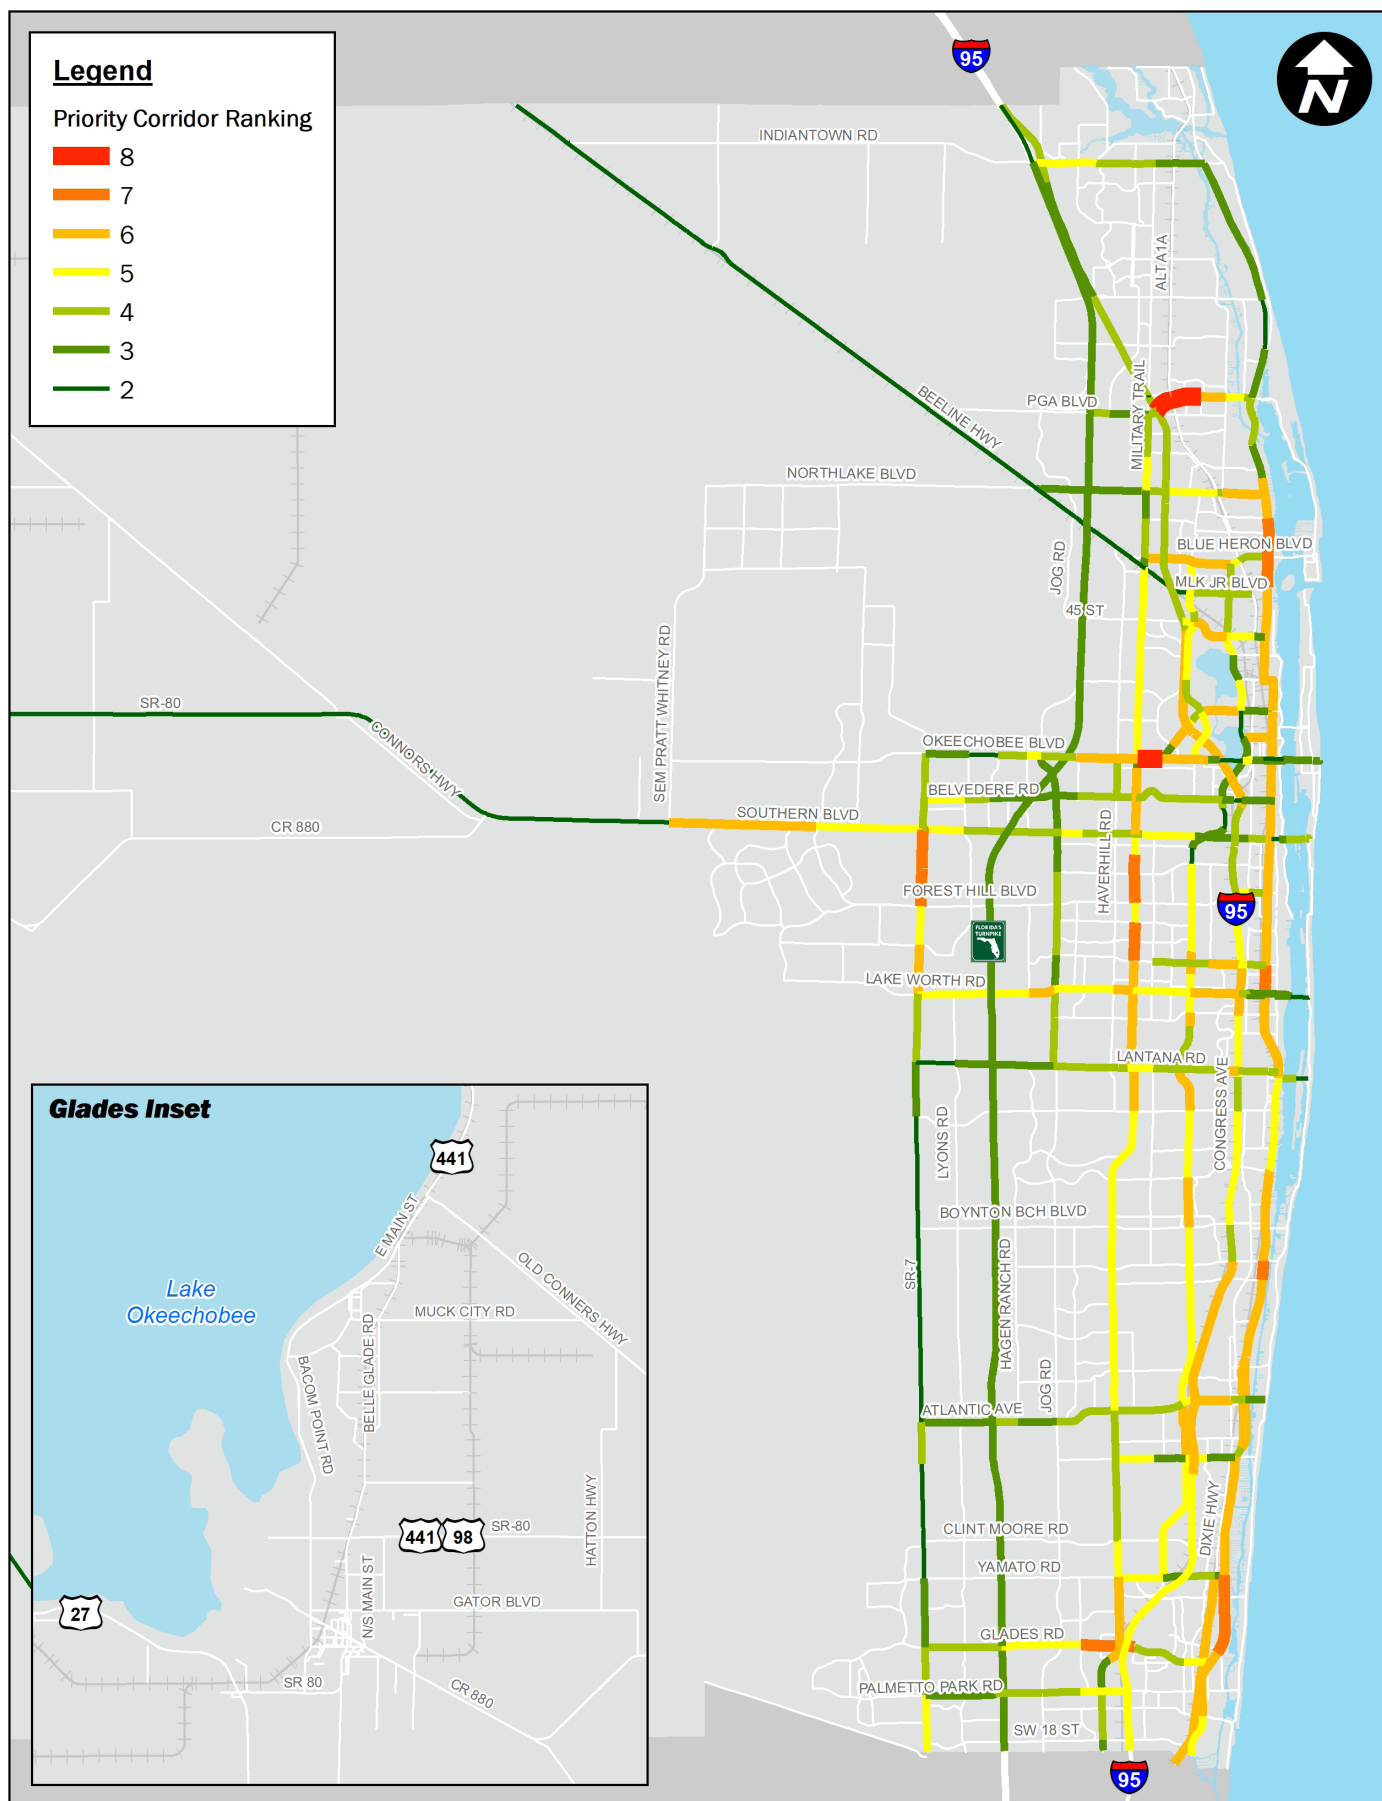 Legend
Priority Corridor Ranking
8
7
6
5
4
3
2
95
N
INDIANTOWN RD
ALT A1A
MILITARY TRAIL
PGA BLVD
BEELINE HWY
NORTHLAKE BLVD
BLUE HERON BLVD
JOG RD
MLK JR BLVD
45 ST
SEM PRATT WHITNEY RD
SR-80
CONNORS HWY
OKEECHOBEE BLVD
BELVEDERE RD
SOUTHERN BLVD
CR 880
HAVERHILL RD
FOREST HILL BLVD
95
FLORIDA'S
TURNPIKE
LAKE WORTH RD
LANTANA RD
CONGRESS AVE
LYONS RD
BOYNTON BCH BLVD
SR-7
HAGEN RANCH RD
JOG RD
ATLANTIC AVE
DIXIE HWY
CLINT MOORE RD
YAMATO RD
GLADES RD
PALMETTO PARK RD
SW 18 ST
95
Glades Inset
441
E MAIN ST
Lake
Okeechobee
OLD CONNERS HWY
MUCK CITY RD
BELLE GLADE RD
BACOM POINT RD
HATTON HWY
441
98
SR-80
N/S MAIN ST
27
GATOR BLVD
SR 80
CR 880